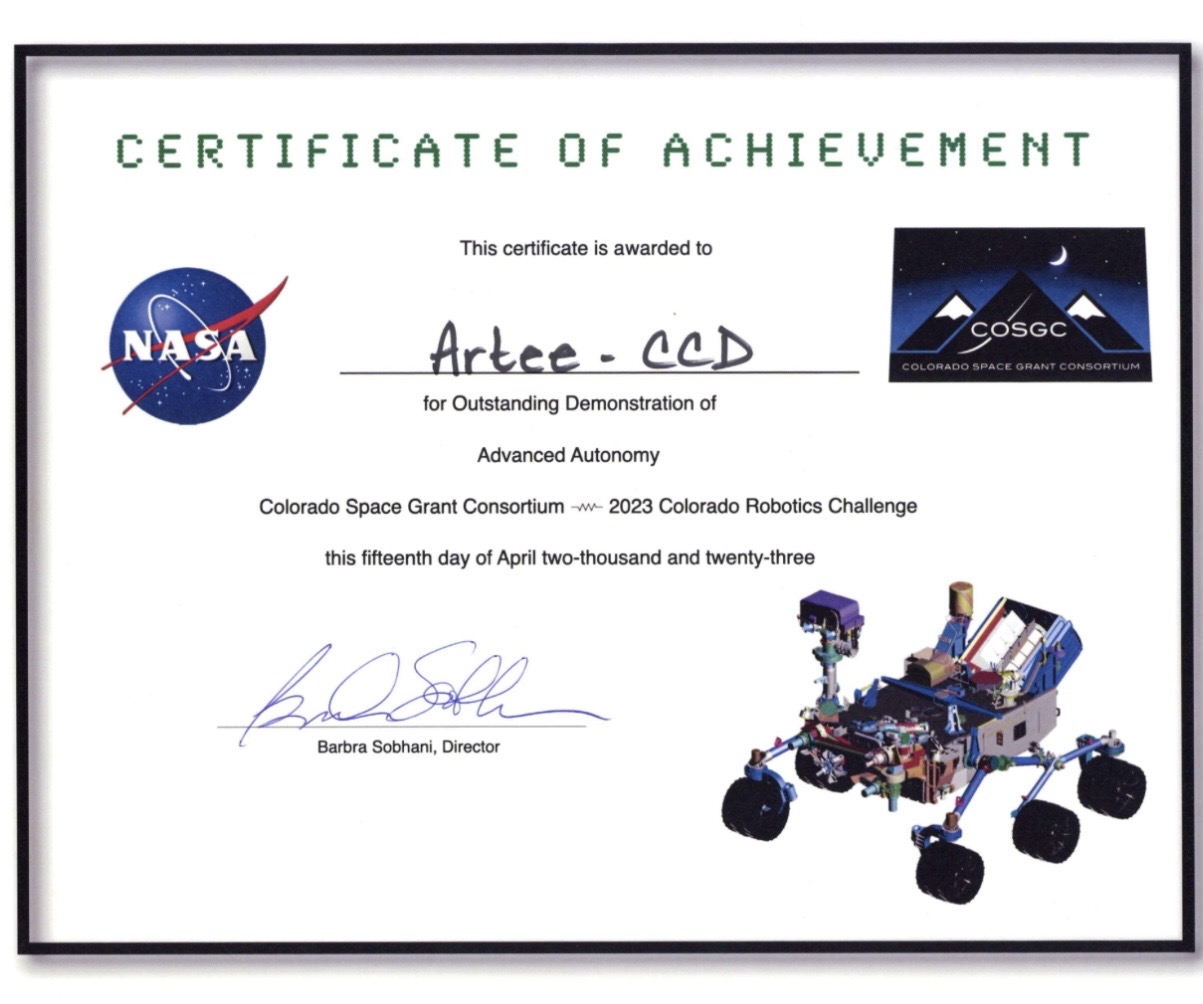 CERTIFICATE OF ACHIEVEMENT
This certificate is awarded to
NASA
COSGC
COLORADO SPACE GRANT CONSORTIUM
Artee - CCD
for Outstanding Demonstration of
Advanced Autonomy
Colorado Space Grant Consortium 2023 Colorado Robotics Challenge
this fifteenth day of April two-thousand and twenty-three
Barbra Sobhani, Director